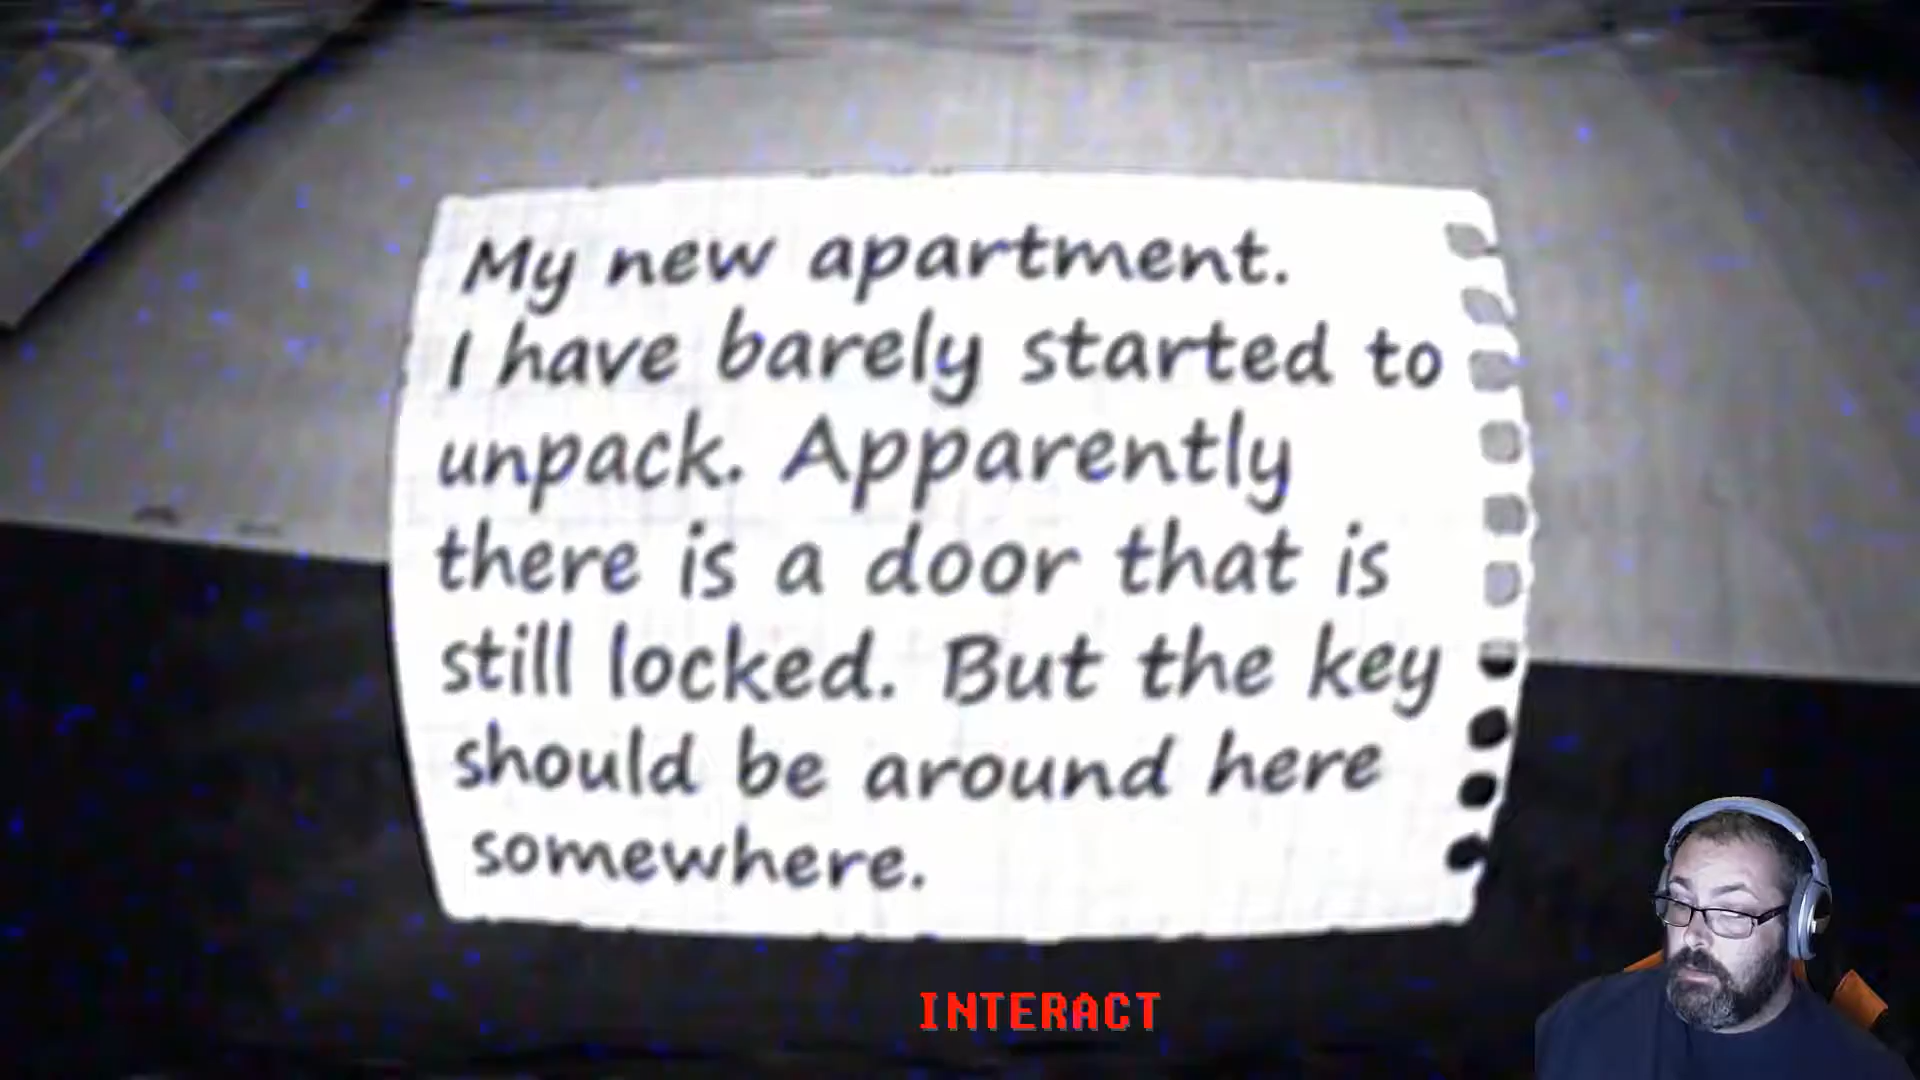 My new apartment.
I have barely started to
unpack. Apparently
there is a door that is
still locked. But the key
should be around here
somewhere.
INTERACT